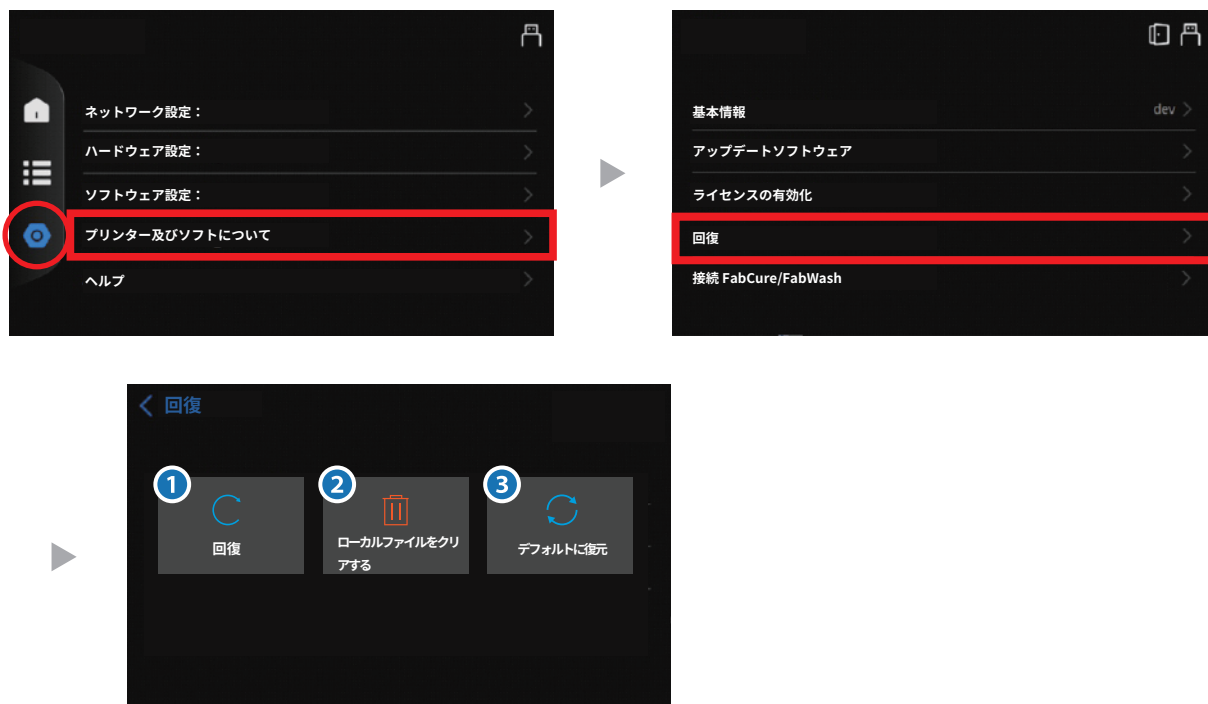 ネットワーク設定：
ハードウェア設定：
ソフトウェア設定：
プリンター及びソフトについて
ヘルプ
基本情報
dev
アップデートソフトウェア
ライセンスの有効化
回復
接続 FabCure/FabWash
回復
1
回復
2
ローカルファイルをクリ
アする
3
デフォルトに復元